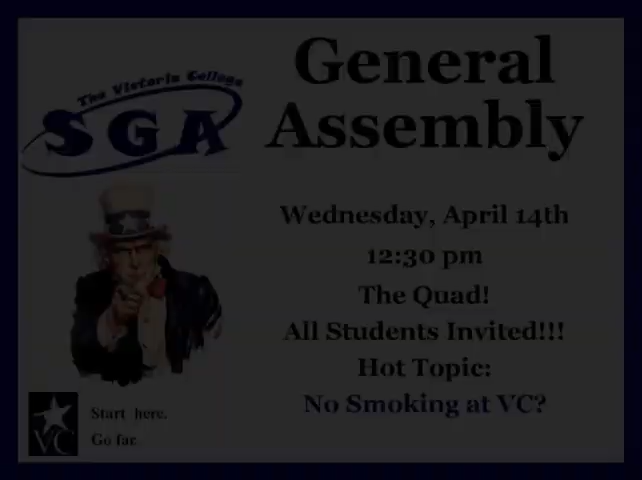 The Victoria College
SGA
General
Assembly
Wednesday, April 14th
12:30 pm
The Quad!
All Students Invited!!!
Hot Topic:
No Smoking at VC?
VC
Start here.
Go far.